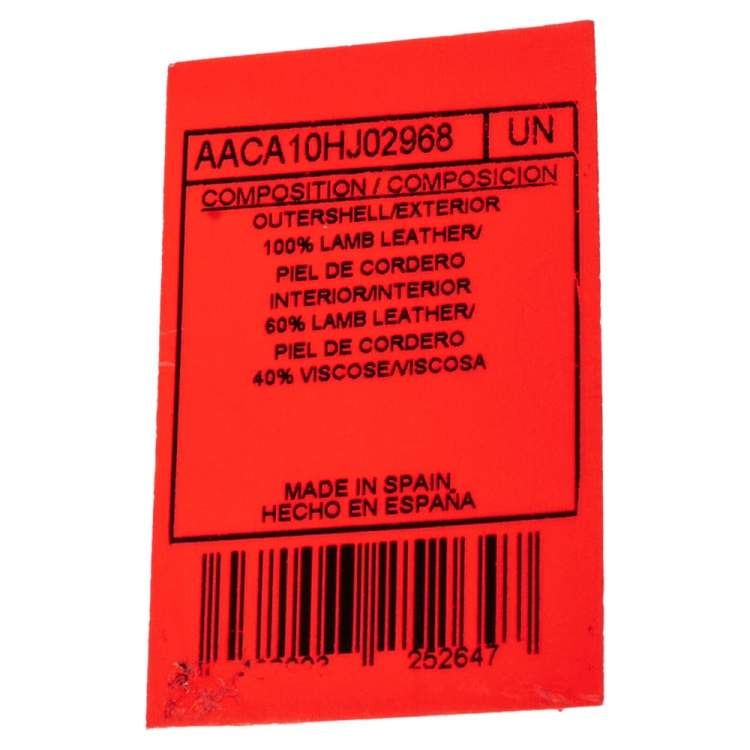 AACA10HJ02968 UN
COMPOSITION / COMPOSICION
OUTERSHELL/EXTERIOR
100% LAMB LEATHER/
PIEL DE CORDERO
INTERIOR/INTERIOR
60% LAMB LEATHER/
PIEL DE CORDERO
40% VISCOSE/VISCOSA
MADE IN SPAIN
HECHO EN ESPAÑA
252647